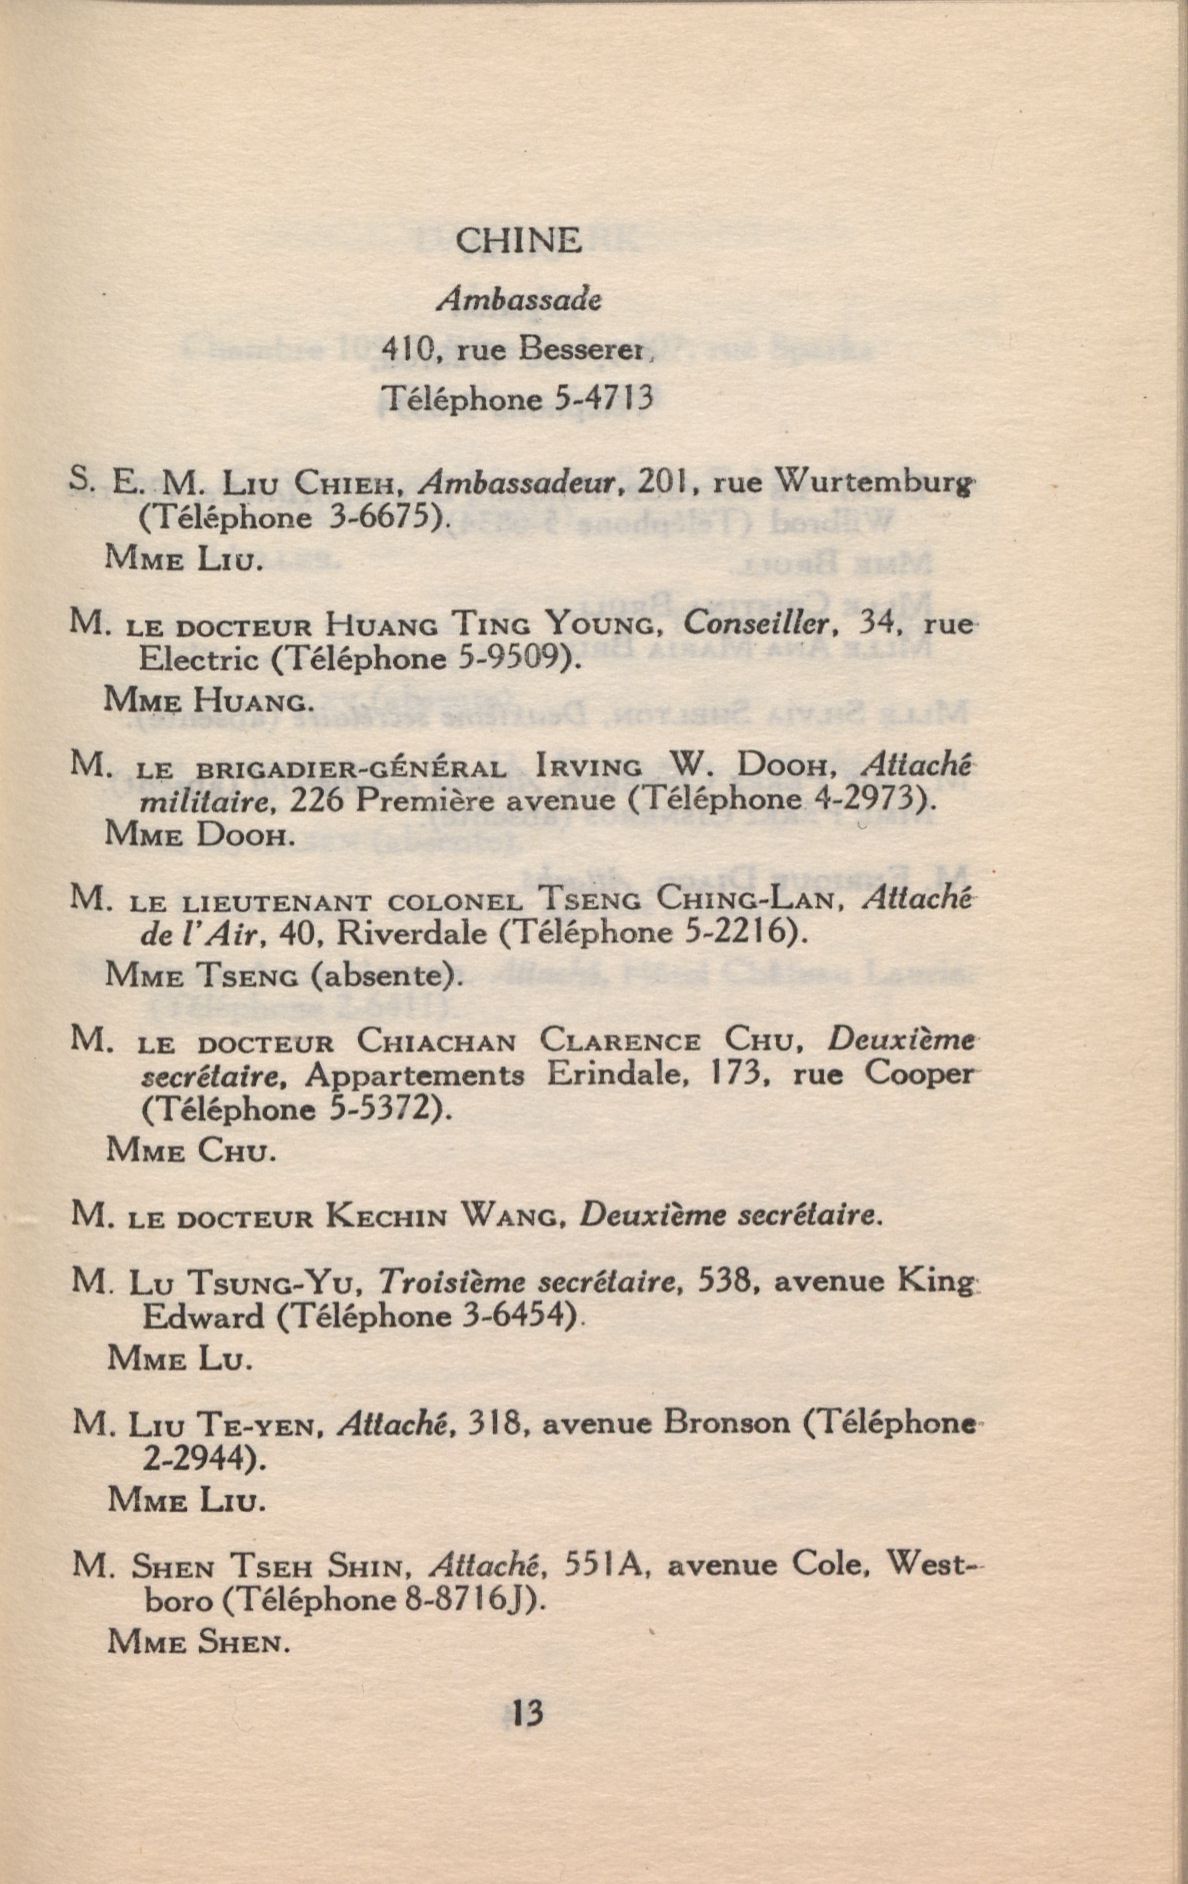 CHINE
Ambassade
410, rue Besserer,
Téléphone 5-4713
S. E. M. LIU CHIEH, Ambassadeur, 201, rue Wurtemburg
(Téléphone 3-6675).
MME LIU.
M. LE DOCTEUR HUANG TING YOUNG, Conseiller, 34, rue
Electric (Téléphone 5-9509).
MME HUANG.
M. LE BRIGADIER-GÉNÉRAL IRVING W. DOOH, Attaché
militaire, 226 Première avenue (Téléphone 4-2973).
MME DOOH.
M. LE LIEUTENANT COLONEL TSENG CHING-LAN, Attaché
de l'Air, 40, Riverdale (Téléphone 5-2216).
MME TSENG (absente).
M. LE DOCTEUR CHIACHAN CLARENCE CHU, Deuxième
secrétaire, Appartements Erindale, 173, rue Cooper
(Téléphone 5-5372).
MME CHU.
M. LE DOCTEUR KECHIN WANG, Deuxième secrétaire.
M. LU TSUNG-YU, Troisième secrétaire, 538, avenue King
Edward (Téléphone 3-6454).
MME LU.
M. LIU TE-YEN, Attaché, 318, avenue Bronson (Téléphone
2-2944).
MME LIU.
M. SHEN TSEH SHIN, Attaché, 551A, avenue Cole, West-
boro (Téléphone 8-8716J).
MME SHEN.
13